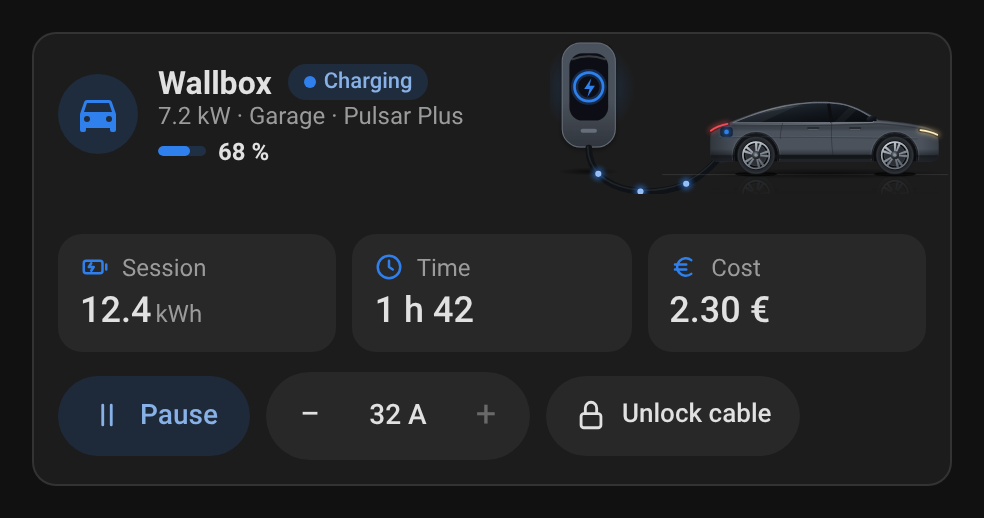 Wallbox
Charging
7.2 kW · Garage · Pulsar Plus
68 %
Session
12.4 kWh
Time
1 h 42
Cost
2.30 €
Pause
− 32 A +
Unlock cable